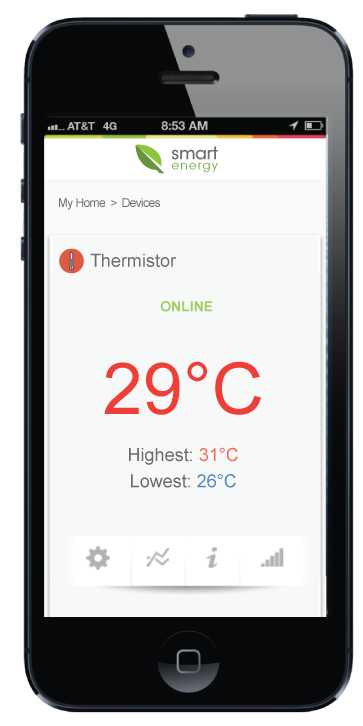 AT&T 4G 8:53 AM
smart
energy
My Home > Devices
Thermistor
ONLINE
29°C
Highest: 31°C
Lowest: 26°C
i